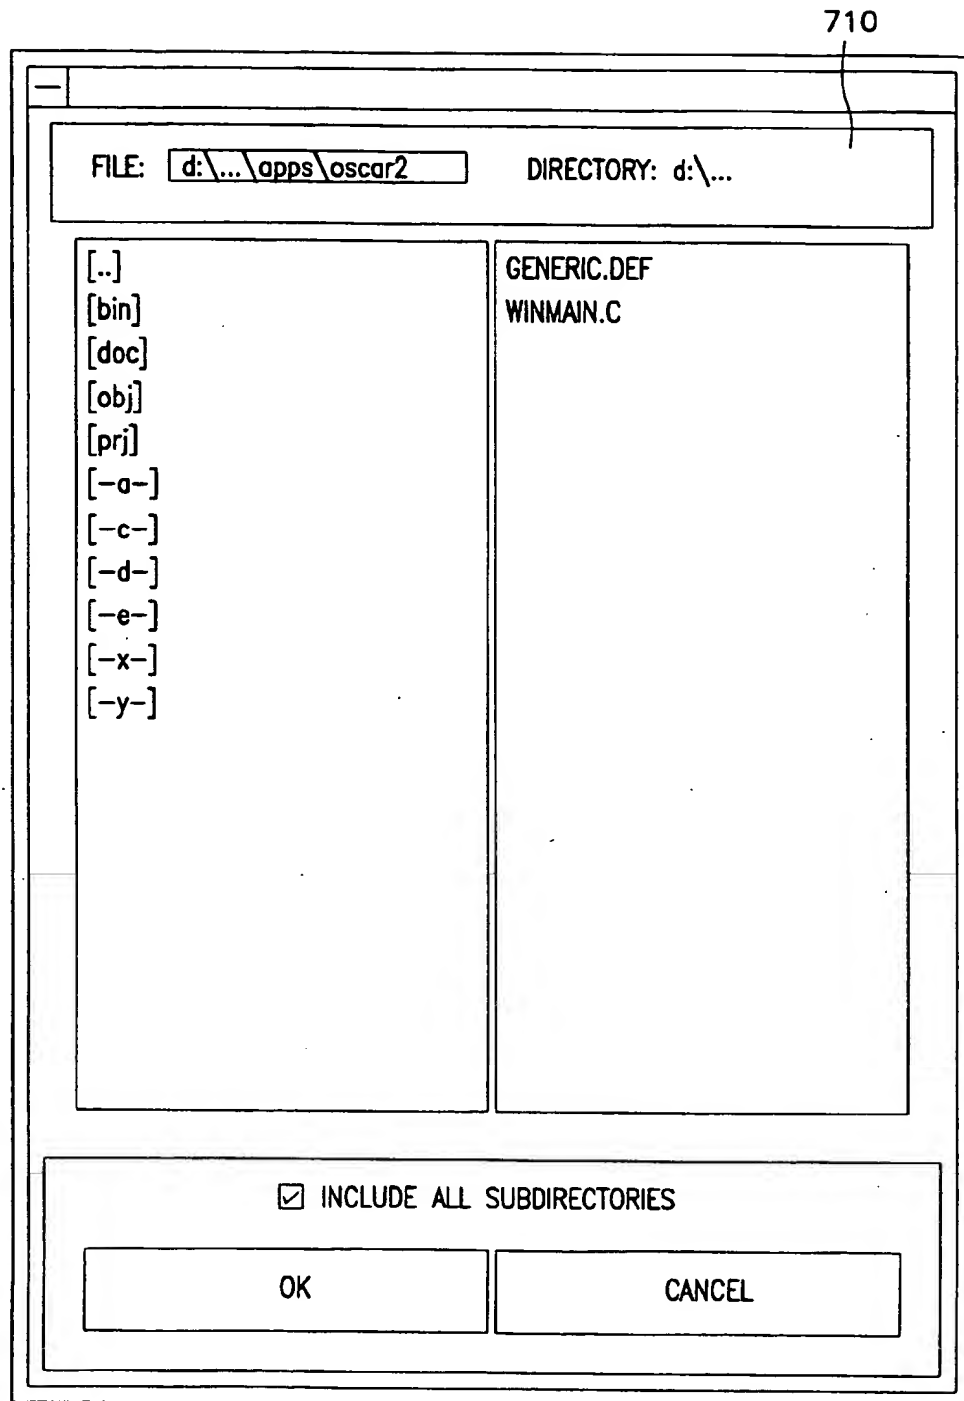 710
FILE: d:\...\apps\oscar2 DIRECTORY: d:\...
[..]
[bin]
[doc]
[obj]
[prj]
[-a-]
[-c-]
[-d-]
[-e-]
[-x-]
[-y-]
GENERIC.DEF
WINMAIN.C
☑ INCLUDE ALL SUBDIRECTORIES
OK CANCEL